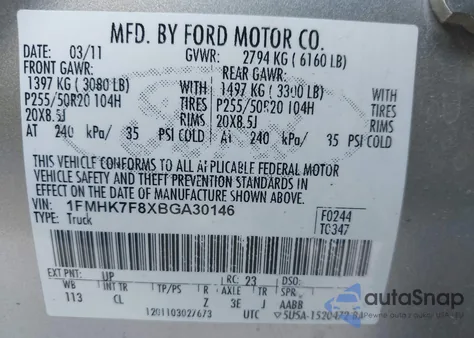 MFD. BY FORD MOTOR CO.
DATE: 03/11 GVWR: 2794 KG ( 6160 LB)
FRONT GAWR: REAR GAWR:
1397 KG ( 3080 LB) WITH 1497 KG ( 3300 LB) WITH
P255/50R20 104H TIRES P255/50R20 104H TIRES
20X8.5J RIMS 20X8.5J RIMS
AT 240 kPa/ 35 PSI COLD AT 240 kPa/ 35 PSI COLD
THIS VEHICLE CONFORMS TO ALL APPLICABLE FEDERAL MOTOR
VEHICLE SAFETY AND THEFT PREVENTION STANDARDS IN
EFFECT ON THE DATE OF MANUFACTURE SHOWN ABOVE.
VIN: 1FMHK7F8XBGA30146 F0244
TYPE: Truck TC347
EXT PNT: UP RC: 23 DSO:
WB INT TR TP/PS R AXLE TR SPR
113 CL Z 3E J AABB
UTC
autoSnap